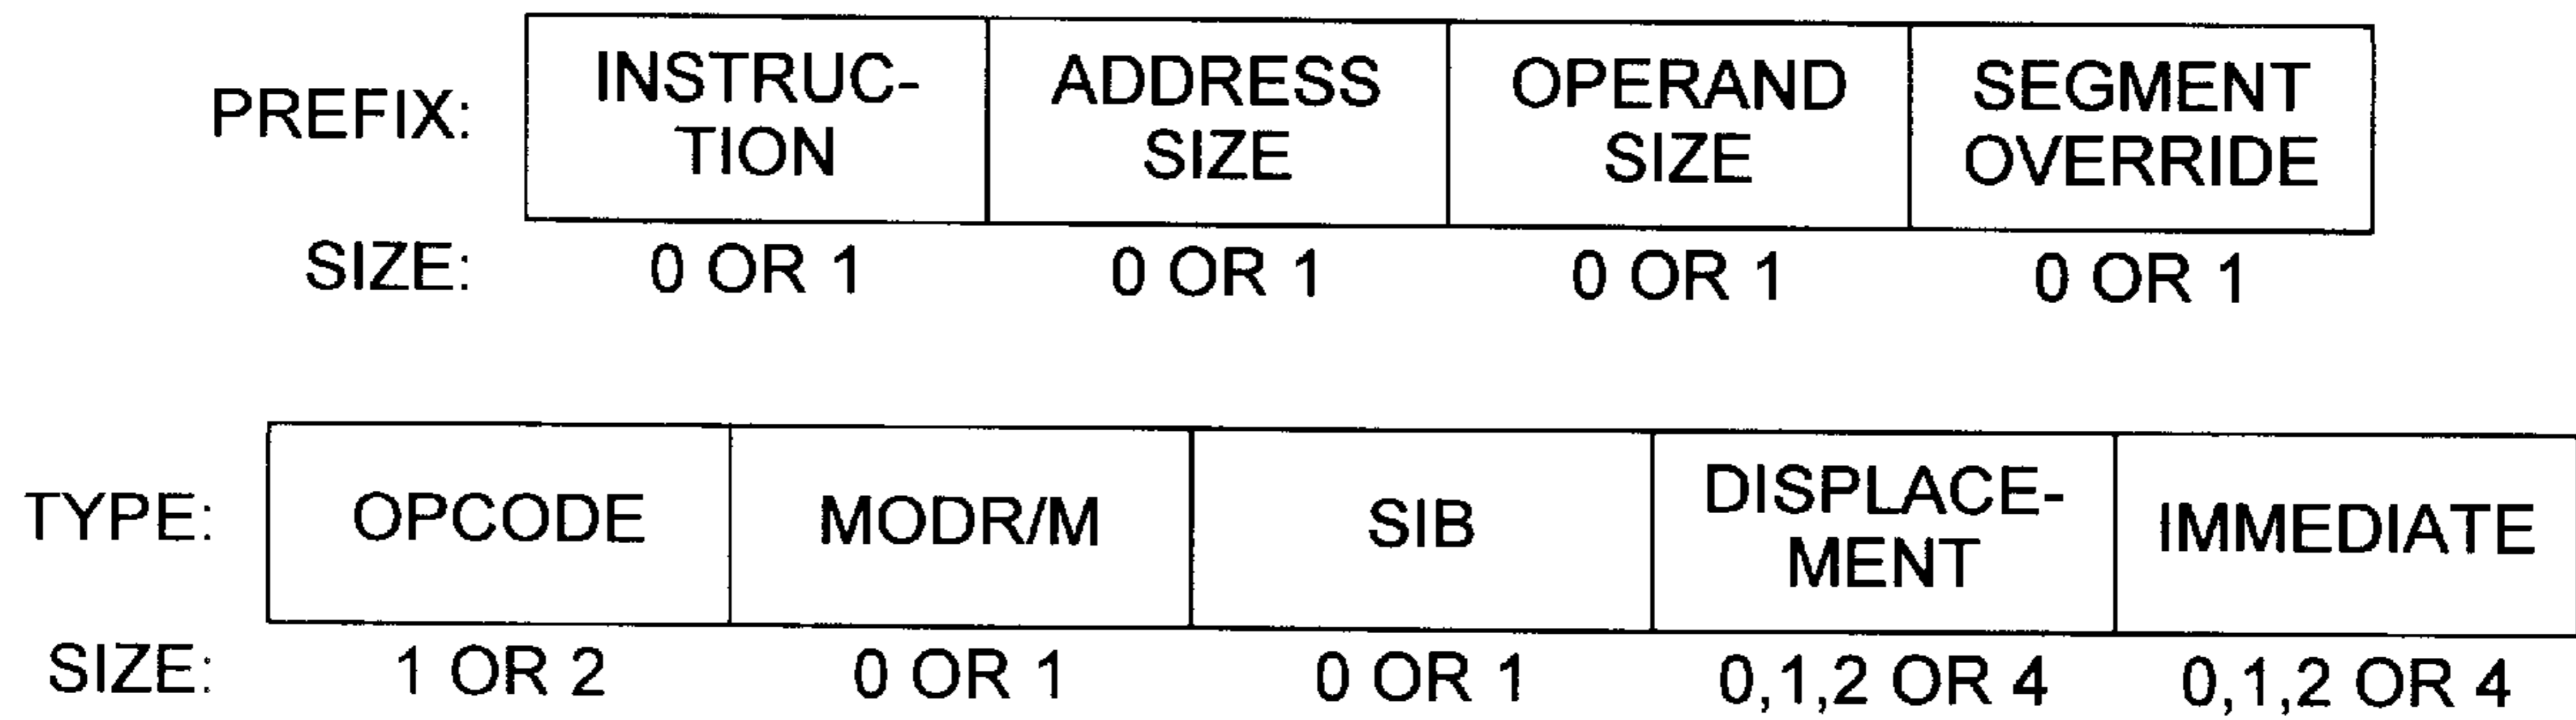 PREFIX: INSTRUC-
TION ADDRESS
SIZE OPERAND
SIZE SEGMENT
OVERRIDE
SIZE: 0 OR 1 0 OR 1 0 OR 1 0 OR 1
TYPE: OPCODE MODR/M SIB DISPLACE-
MENT IMMEDIATE
SIZE: 1 OR 2 0 OR 1 0 OR 1 0,1,2 OR 4 0,1,2 OR 4